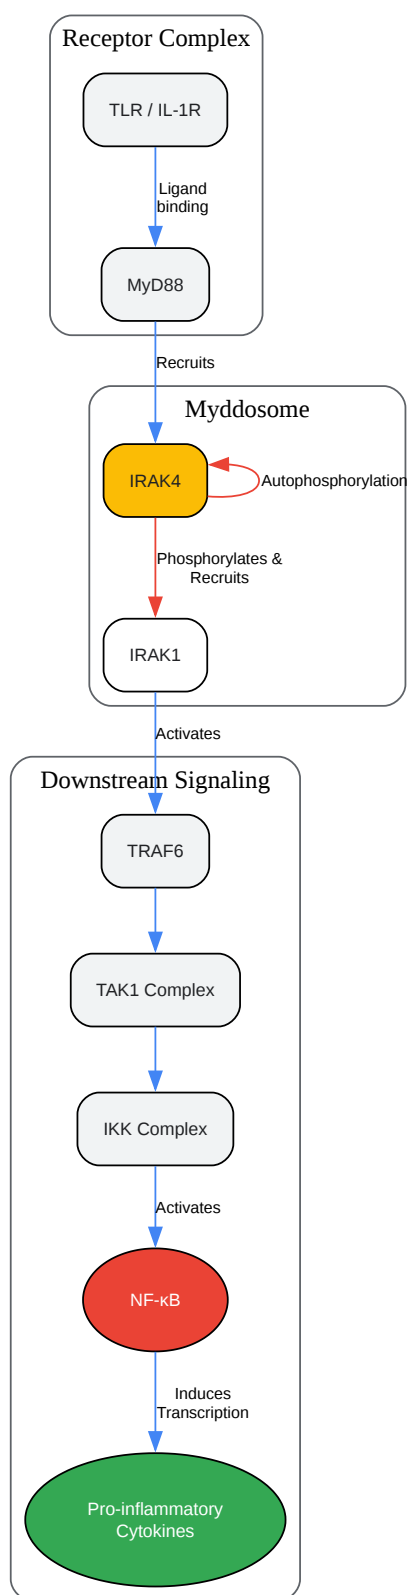 Receptor Complex
TLR / IL-1R
Ligand
binding
MyD88
Recruits
Myddosome
IRAK4
Autophosphorylation
Phosphorylates &
Recruits
IRAK1
Activates
Downstream Signaling
TRAF6
TAK1 Complex
IKK Complex
Activates
NF-κB
Induces
Transcription
Pro-inflammatory
Cytokines